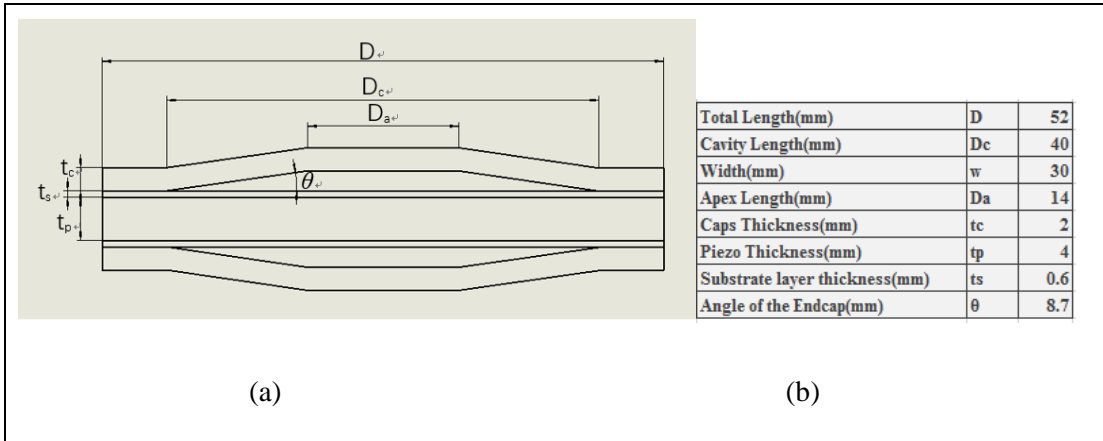 D
Dc
Da
tc
θ
ts
tp
Total Length(mm) D 52
Cavity Length(mm) Dc 40
Width(mm) w 30
Apex Length(mm) Da 14
Caps Thickness(mm) tc 2
Piezo Thickness(mm) tp 4
Substrate layer thickness(mm) ts 0.6
Angle of the Endcap(mm) θ 8.7
(a) (b)